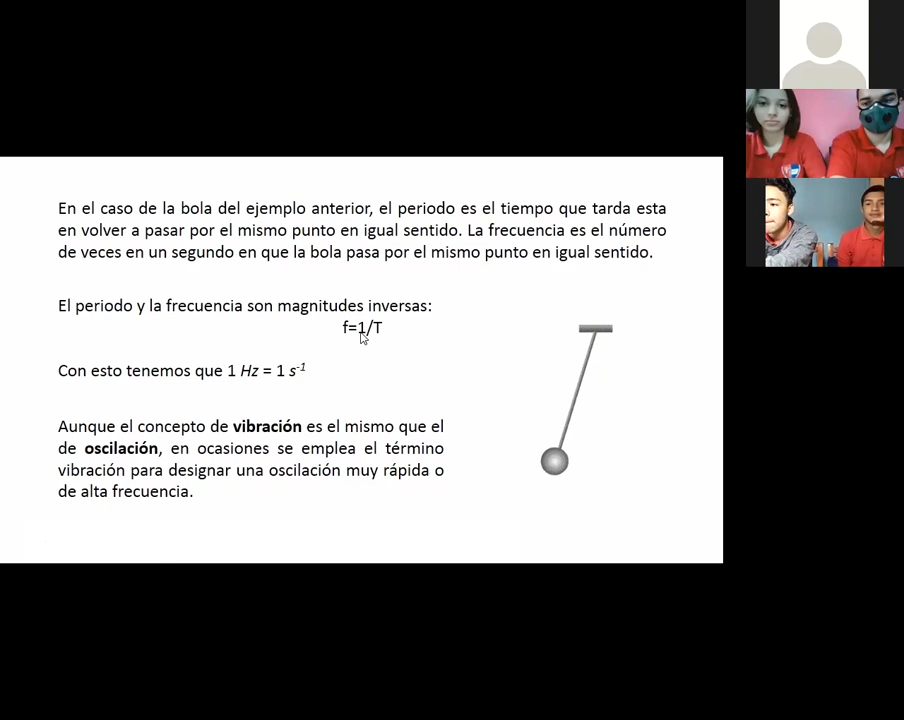 En el caso de la bola del ejemplo anterior, el periodo es el tiempo que tarda esta
en volver a pasar por el mismo punto en igual sentido. La frecuencia es el número
de veces en un segundo en que la bola pasa por el mismo punto en igual sentido.
El periodo y la frecuencia son magnitudes inversas:
f=1/T
Con esto tenemos que 1 Hz = 1 s⁻¹
Aunque el concepto de vibración es el mismo que el
de oscilación, en ocasiones se emplea el término
vibración para designar una oscilación muy rápida o
de alta frecuencia.